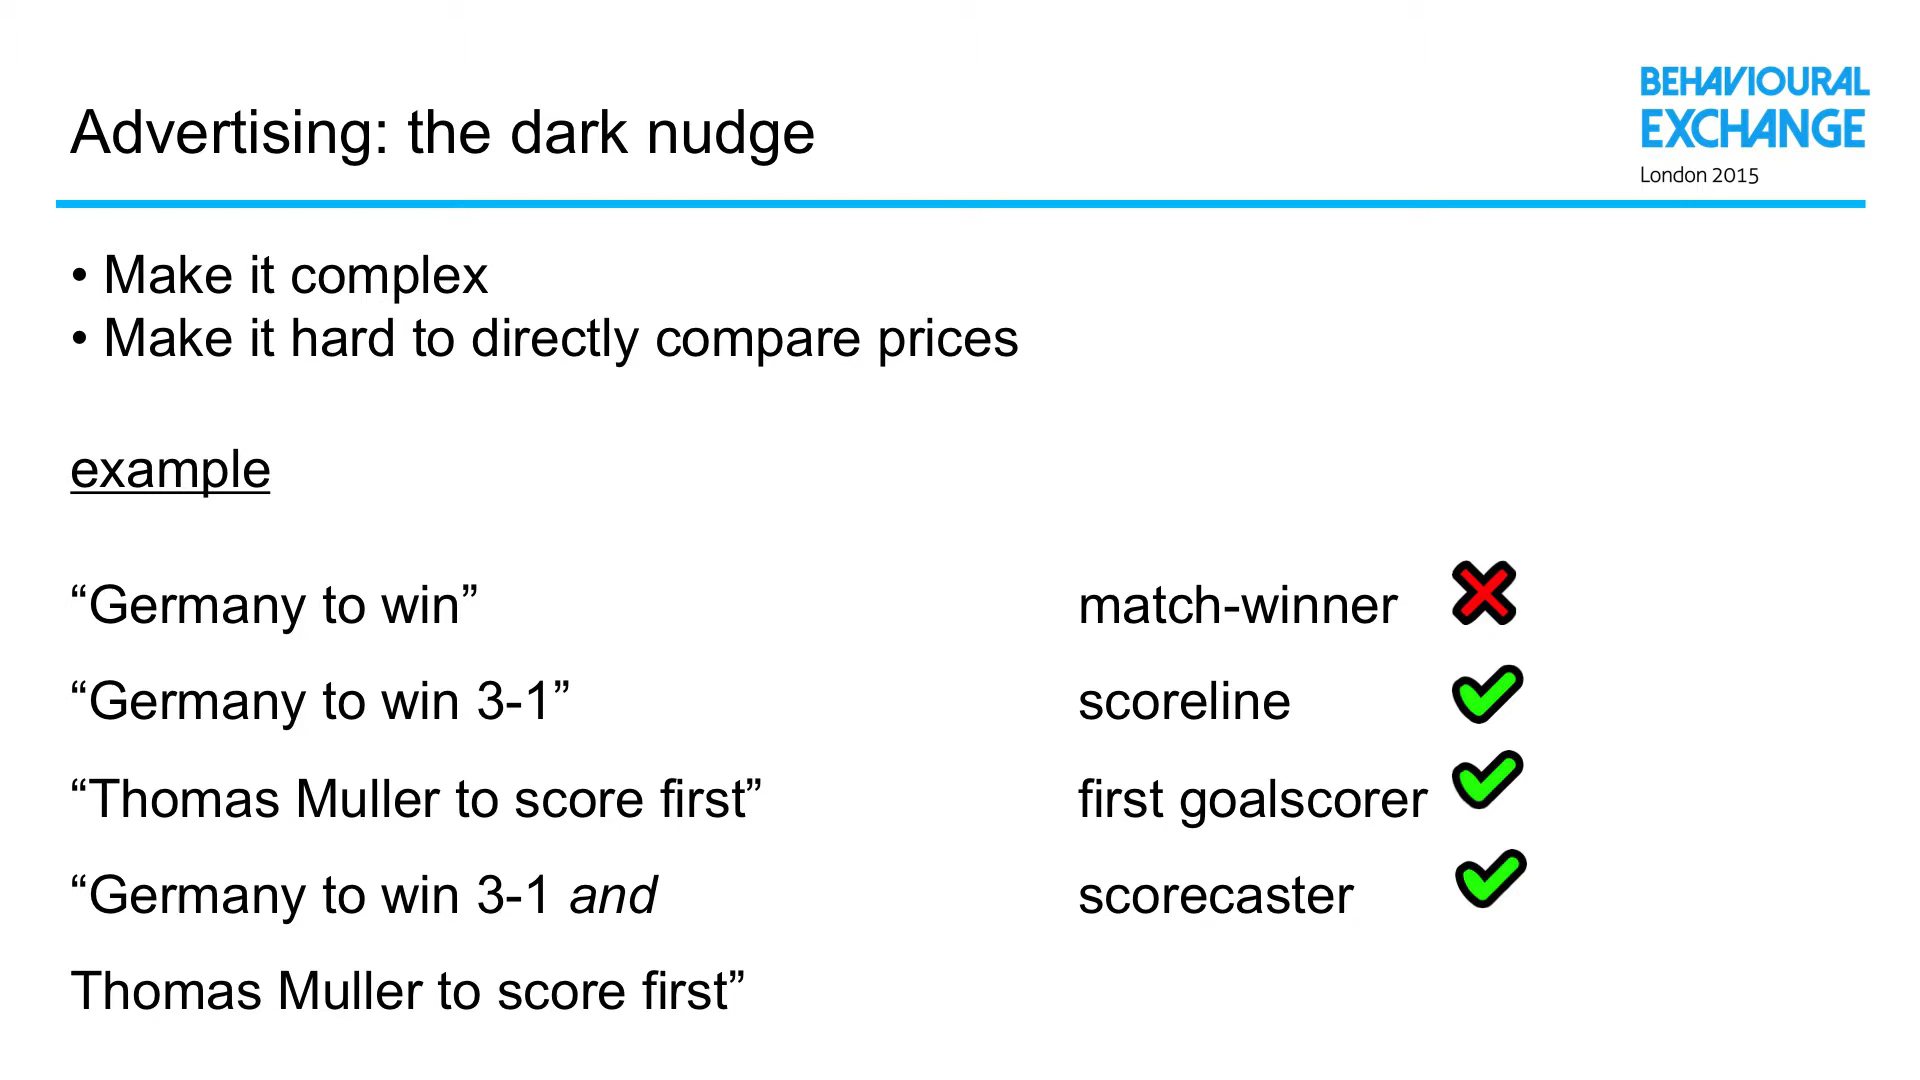 BEHAVIOURAL
EXCHANGE
London 2015
Advertising: the dark nudge
• Make it complex
• Make it hard to directly compare prices
example
“Germany to win” match-winner
“Germany to win 3-1” scoreline
“Thomas Muller to score first” first goalscorer
“Germany to win 3-1 and scorecaster
Thomas Muller to score first”